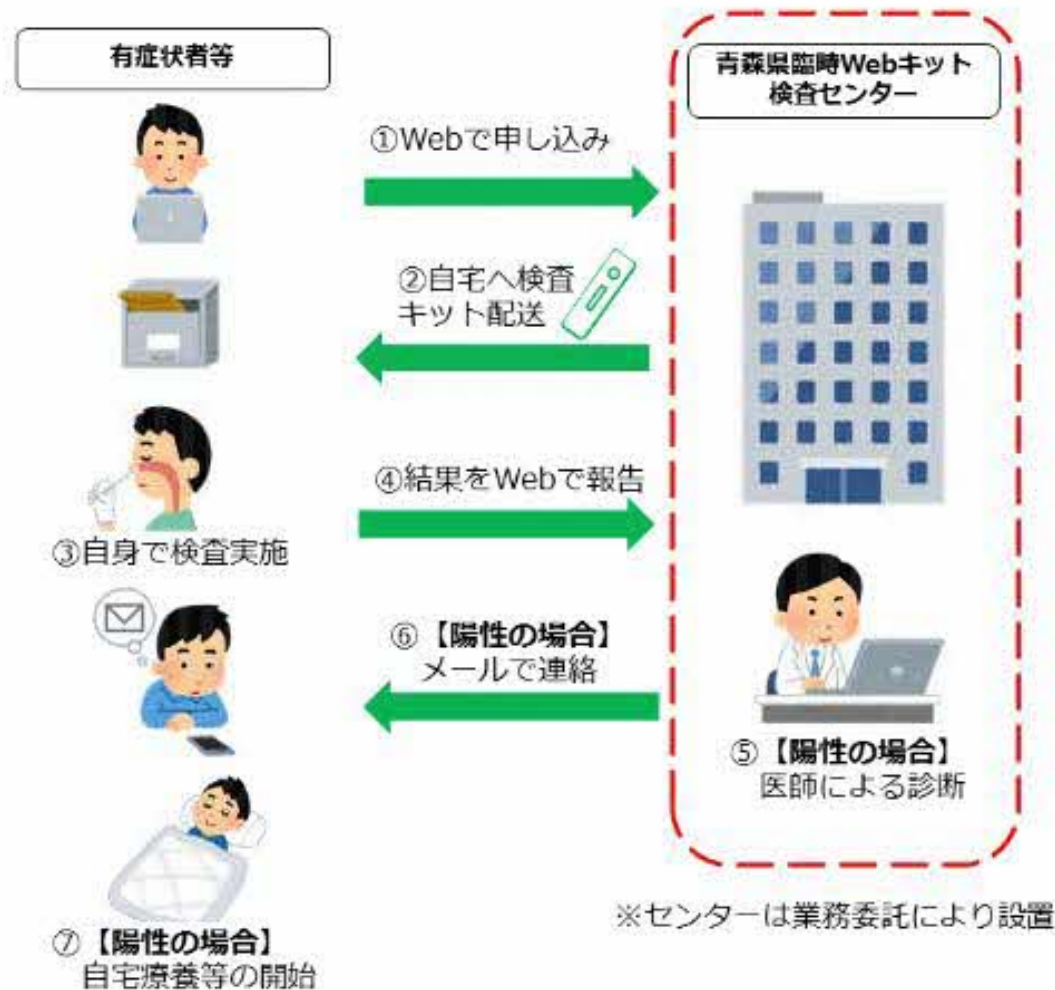 有症状者等
青森県臨時Webキット
検査センター
①Webで申し込み
②自宅へ検査
キット配送
③自身で検査実施
④結果をWebで報告
⑤【陽性の場合】
医師による診断
⑥【陽性の場合】
メールで連絡
⑦【陽性の場合】
自宅療養等の開始
※センターは業務委託により設置